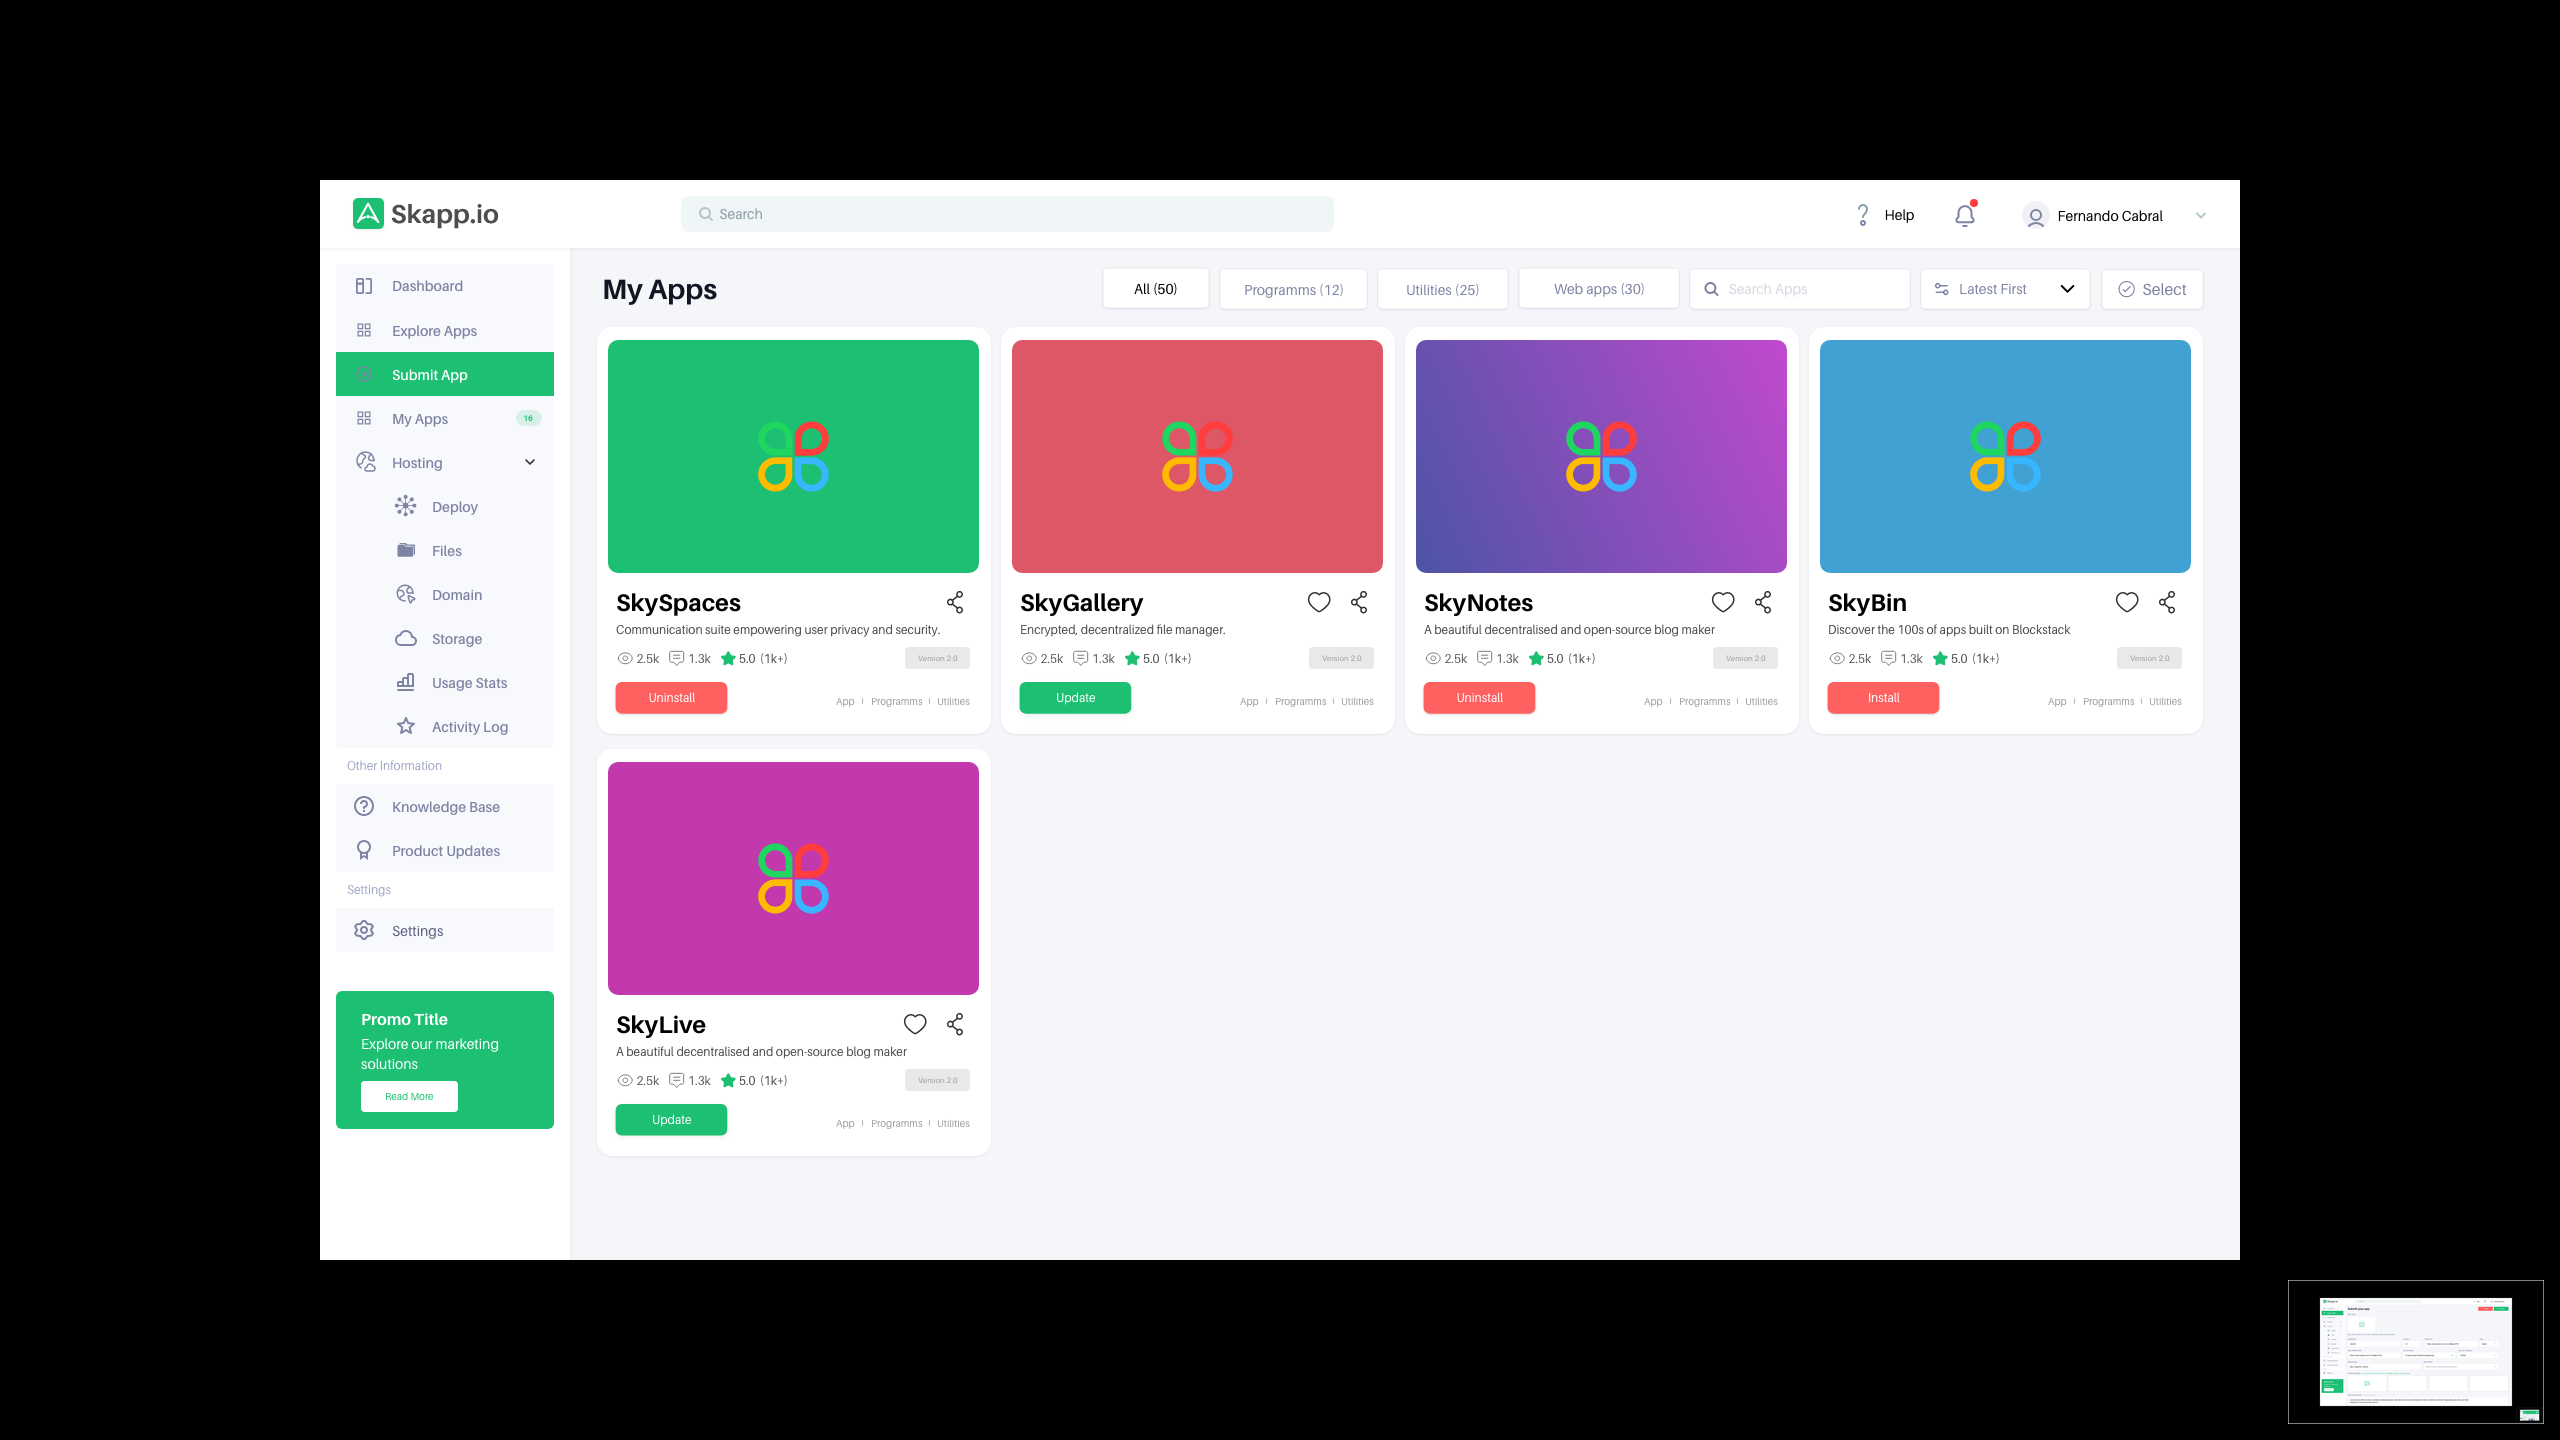 Skapp.io
Search
Help
Fernando Cabral
Dashboard
Explore Apps
Submit App
My Apps
16
Hosting
Deploy
Files
Domain
Storage
Usage Stats
Activity Log
Other Information
Knowledge Base
Product Updates
Settings
Settings
Promo Title
Explore our marketing
solutions
Read More
My Apps
All (50)
Programms (12)
Utilities (25)
Web apps (30)
Search Apps
Latest First
Select
SkySpaces
Communication suite empowering user privacy and security.
2.5k 1.3k 5.0 (1k+) Version 2.0
Uninstall
App Programms Utilities
SkyGallery
Encrypted, decentralized file manager.
2.5k 1.3k 5.0 (1k+) Version 2.0
Update
App Programms Utilities
SkyNotes
A beautiful decentralised and open-source blog maker
2.5k 1.3k 5.0 (1k+) Version 2.0
Uninstall
App Programms Utilities
SkyBin
Discover the 100s of apps built on Blockstack
2.5k 1.3k 5.0 (1k+) Version 2.0
Install
App Programms Utilities
SkyLive
A beautiful decentralised and open-source blog maker
2.5k 1.3k 5.0 (1k+) Version 2.0
Update
App Programms Utilities